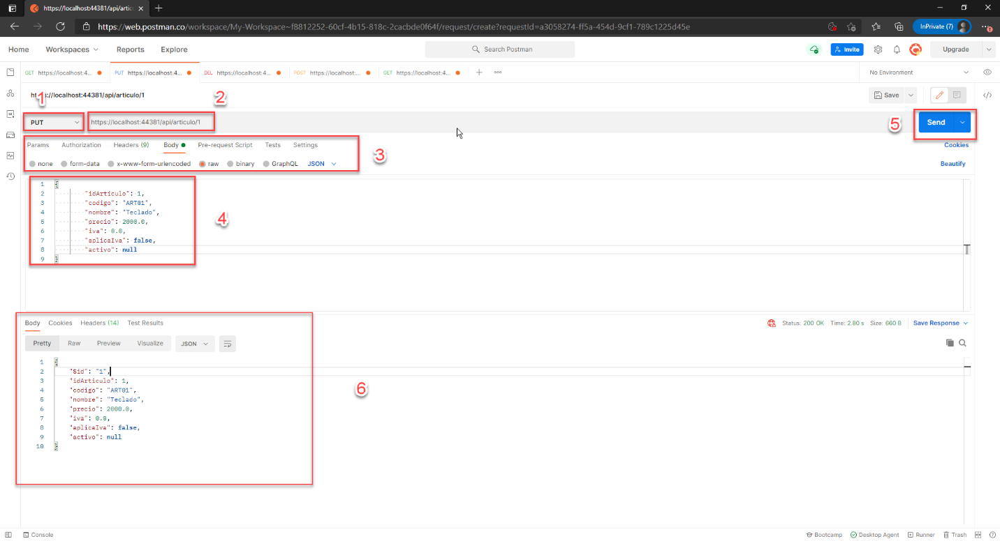 https://localhost:44381/api/artic
https://web.postman.co/workspace/My-Workspace~f8812252-60cf-4b15-818c-2cacbde0f64f/request/create?requestId=a3058274-ff5a-454d-9cf1-789c1225d45e
InPrivate (7)
Home Workspaces Reports Explore Search Postman Invite Upgrade
GET https://localhost:4... PUT https://localhost:4... DEL https://localhost:4... POST https://localhost:... GET https://localhost:4... No Environment
https://localhost:44381/api/articulo/1 Save
1 2
PUT https://localhost:44381/api/articulo/1 5 Send
Params Authorization Headers (9) Body Pre-request Script Tests Settings Cookies
3
none form-data x-www-form-urlencoded raw binary GraphQL JSON Beautify
1 {
2 "idArticulo": 1,
3 "codigo": "ART01",
4 "nombre": "Teclado",
5 "precio": 2000.0,
6 "iva": 0.0,
7 "aplicaIva": false,
8 "activo": null
9 }
4
Body Cookies Headers (14) Test Results Status: 200 OK Time: 2.80 s Size: 660 B Save Response
Pretty Raw Preview Visualize JSON
1 {
2 "$id": "1",
3 "idArticulo": 1,
4 "codigo": "ART01",
5 "nombre": "Teclado",
6 "precio": 2000.0,
7 "iva": 0.0,
8 "aplicaIva": false,
9 "activo": null
10 }
6
Console Bootcamp Desktop Agent Runner Trash